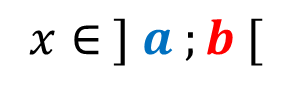 x ∈ ] a ; b [